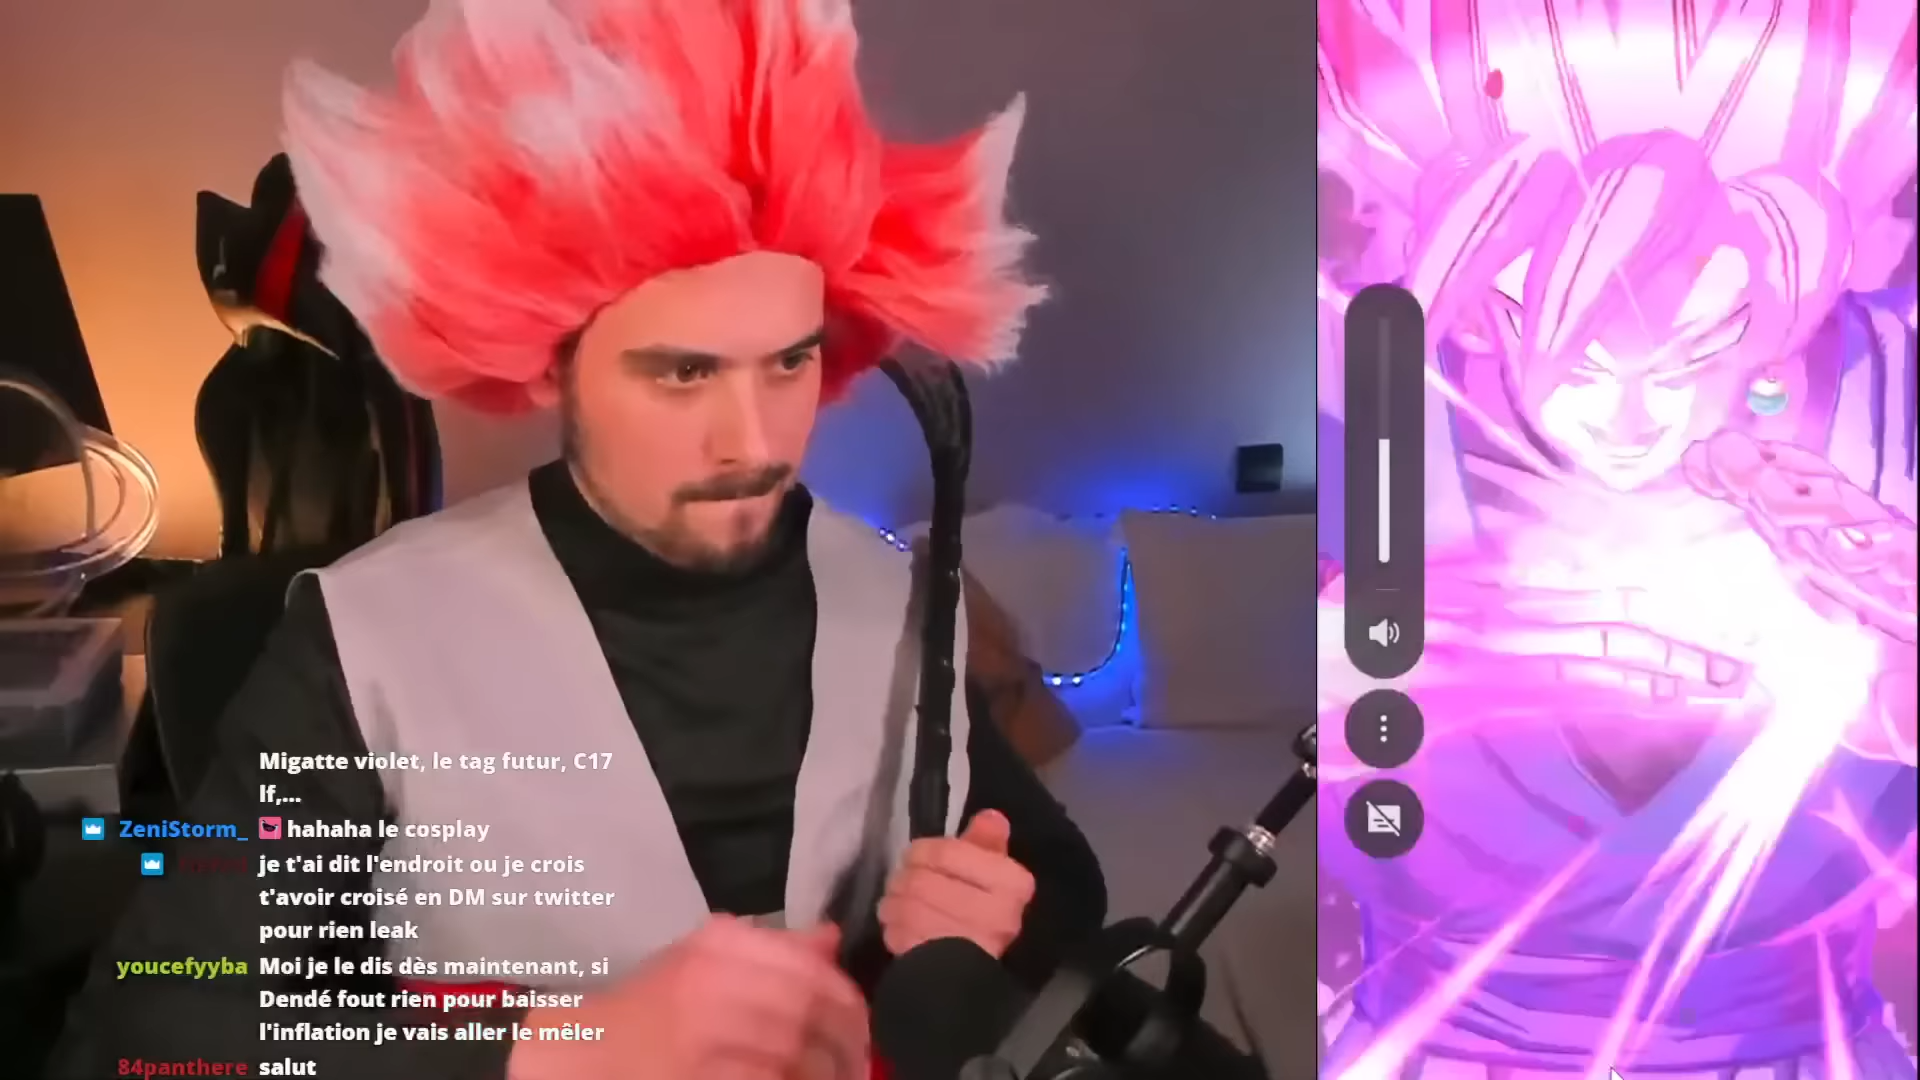 Migatte violet, le tag futur, C17
lf,...
ZeniStorm_ hahaha le cosplay
je t'ai dit l'endroit ou je crois
t'avoir croisé en DM sur twitter
pour rien leak
youcefyyba Moi je le dis dès maintenant, si
Dendé fout rien pour baisser
l'inflation je vais aller le mêler
84panthere salut